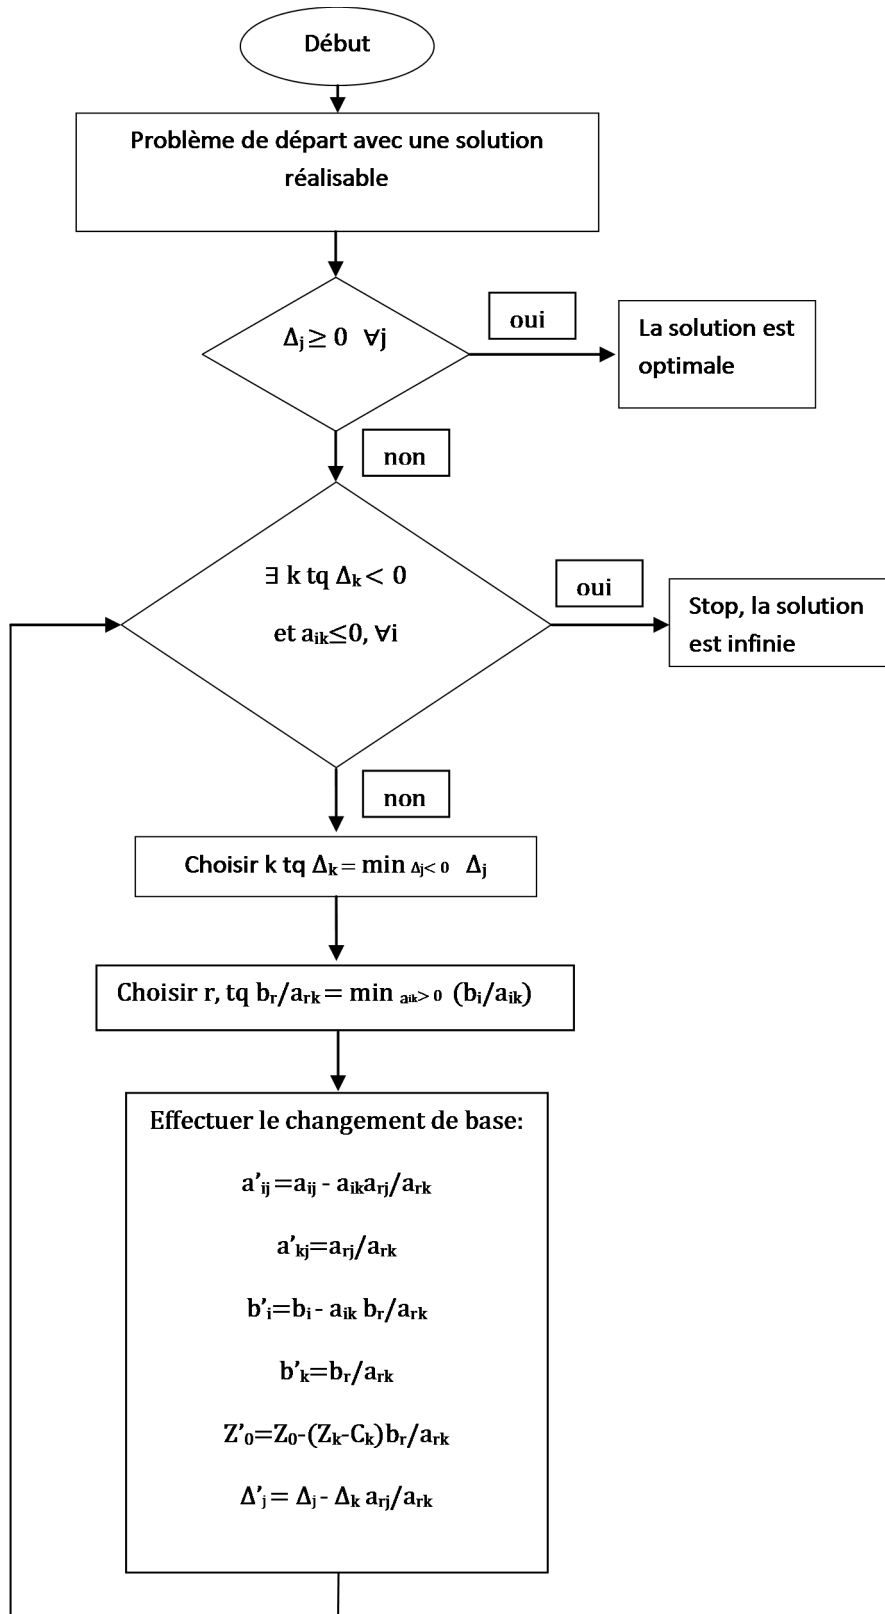 Début
Problème de départ avec une solution
réalisable
Δj ≥ 0 ∀j
oui
La solution est
optimale
non
∃ k tq Δk < 0
et aik≤0, ∀i
oui
Stop, la solution
est infinie
non
Choisir k tq Δk = min Δj< 0 Δj
Choisir r, tq br/ark = min aik> 0 (bi/aik)
Effectuer le changement de base:
a’ij =aij - aikarj/ark
a’kj=arj/ark
b’i=bi - aik br/ark
b’k=br/ark
Z’0=Z0-(Zk-Ck)br/ark
Δ’j = Δj - Δk arj/ark